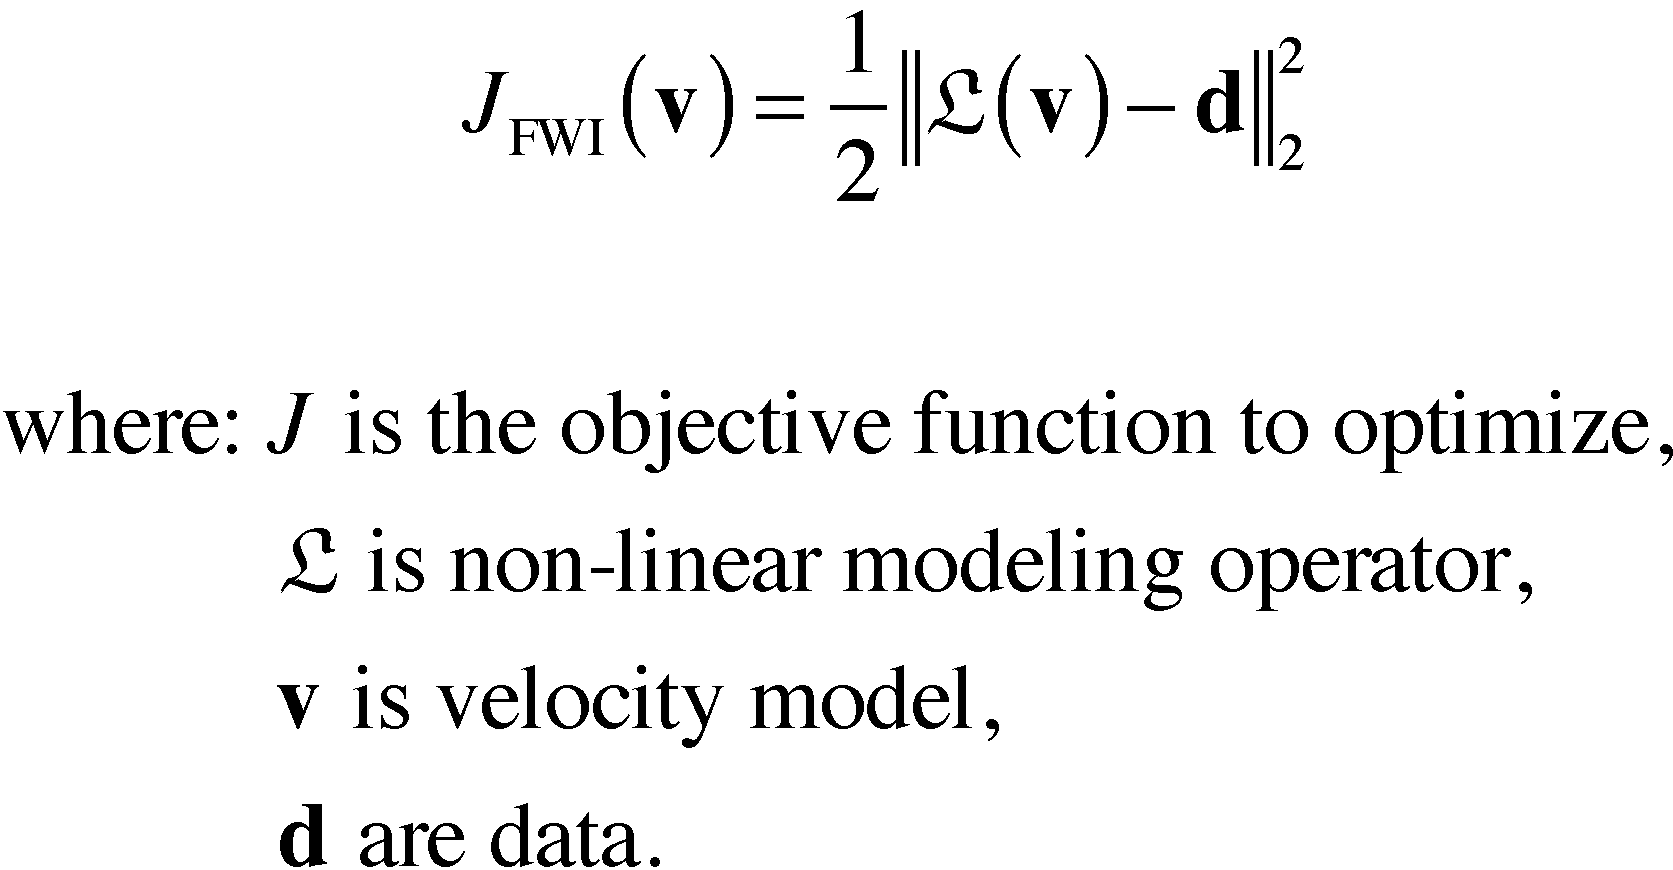 J_FWI(𝐯) = 1/2 ‖𝔏(𝐯) − 𝐝‖₂²
where: J is the objective function to optimize,
𝔏 is non-linear modeling operator,
𝐯 is velocity model,
𝐝 are data.